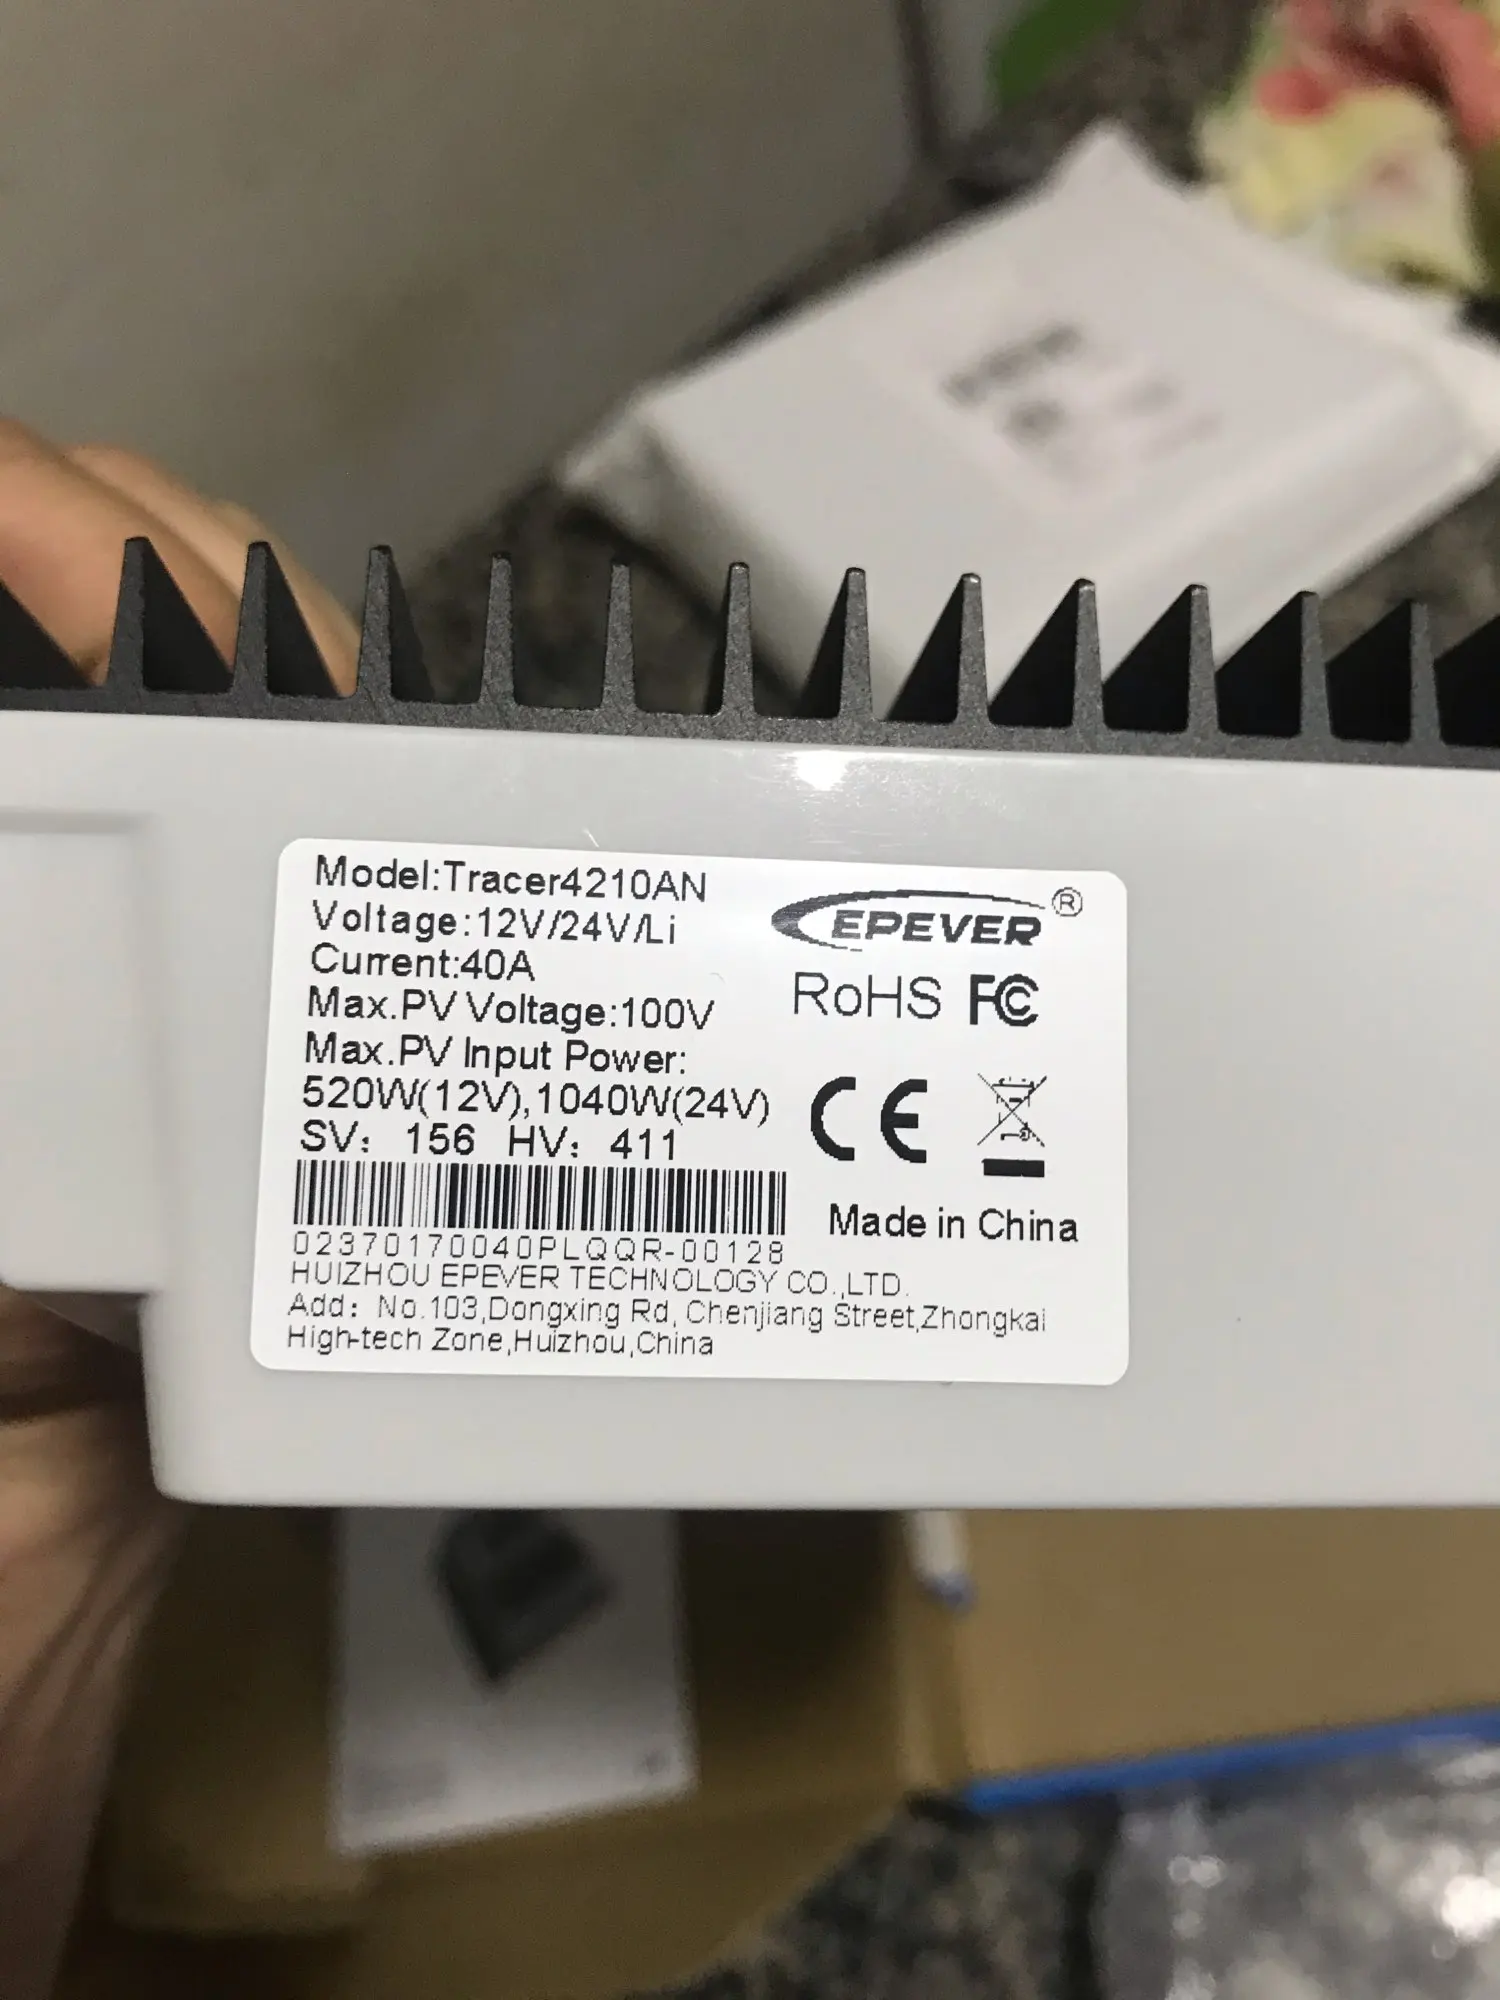 Model:Tracer4210AN
Voltage:12V/24V/Li
Current:40A
Max.PV Voltage:100V
Max.PV Input Power:
520W(12V),1040W(24V)
SV: 156 HV: 411
02370170040PLQQR-00128
HUIZHOU EPEVER TECHNOLOGY CO.,LTD.
Add: No.103,Dongxing Rd, Chenjiang Street,Zhongkai
High-tech Zone,Huizhou,China
EPEVER®
RoHS FC
CE
Made in China